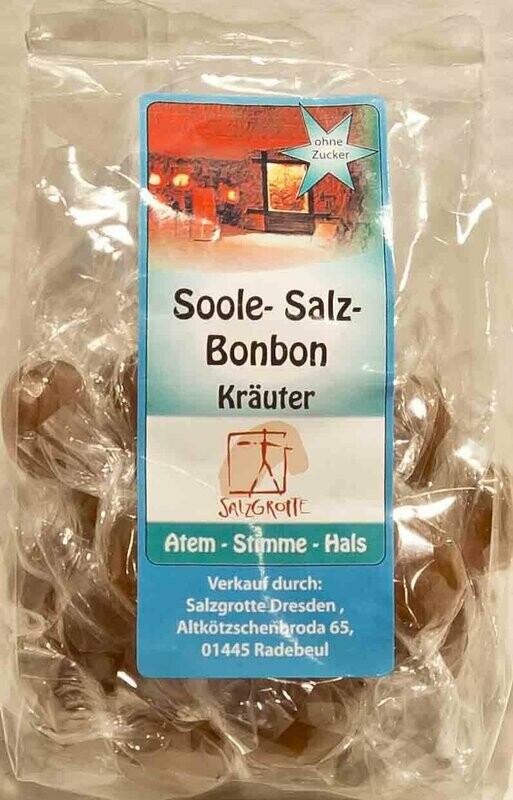 ohne
Zucker
Soole- Salz-
Bonbon
Kräuter
SALZGROTTE
Atem - Stimme - Hals
Verkauf durch:
Salzgrotte Dresden ,
Altkötzschenbroda 65,
01445 Radebeul